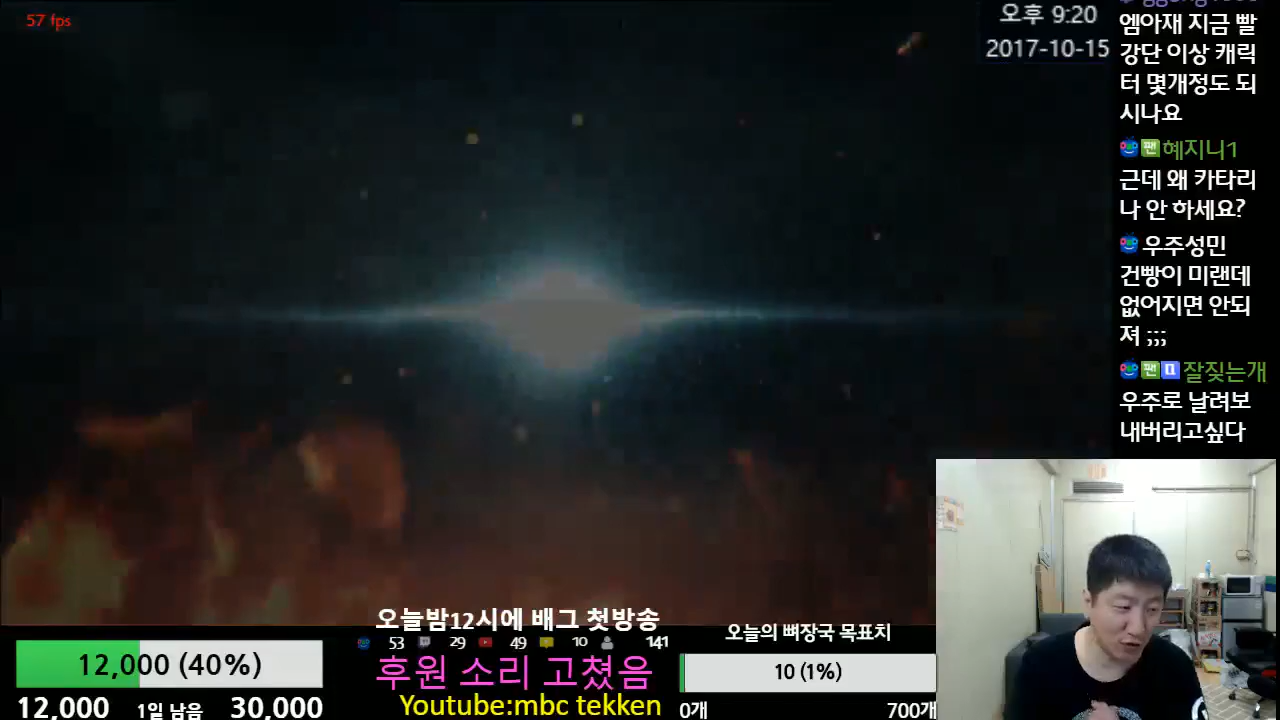 57 fps
오후 9:20
2017-10-15
엠아재 지금 빨
강단 이상 캐릭
터 몇개정도 되
시나요
팬 혜지니1
근데 왜 카타리
나 안 하세요?
우주성민
건빵이 미랜데
없어지면 안되
져 ;;;
팬 잘짖는개
우주로 날려보
내버리고싶다
오늘밤12시에 배그 첫방송
53 29 49 10 141
후원 소리 고쳤음
Youtube:mbc tekken
12,000 (40%)
12,000 1일 남음 30,000
오늘의 뼈장국 목표치
10 (1%)
0개 700개